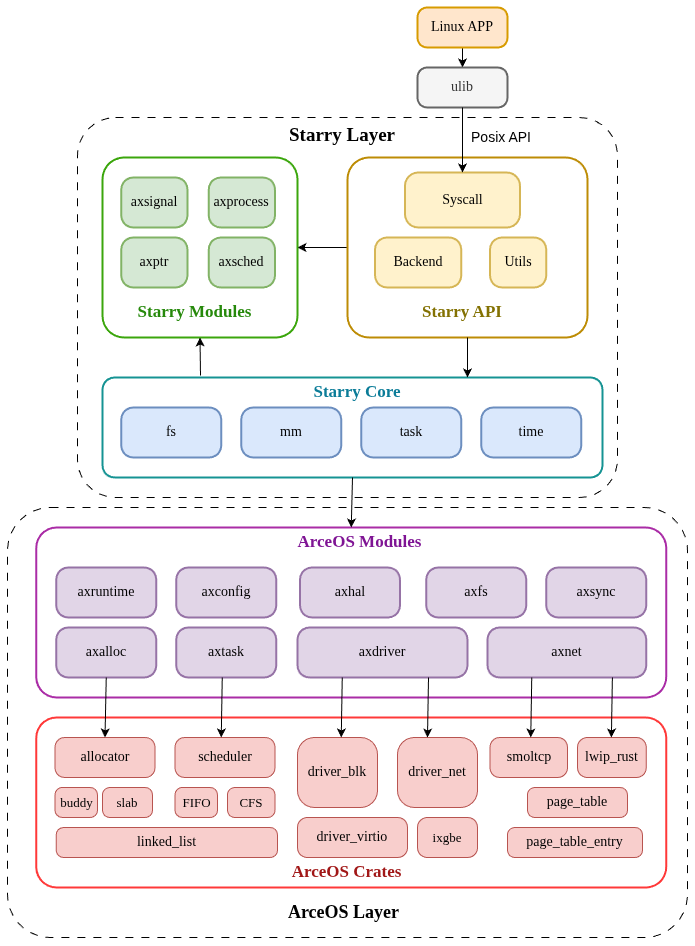 Linux APP
ulib
Posix API
Starry Layer
axsignal
axprocess
axptr
axsched
Starry Modules
Syscall
Backend
Utils
Starry API
Starry Core
fs
mm
task
time
ArceOS Modules
axruntime
axconfig
axhal
axfs
axsync
axalloc
axtask
axdriver
axnet
allocator
scheduler
driver_blk
driver_net
smoltcp
lwip_rust
buddy
slab
FIFO
CFS
page_table
linked_list
driver_virtio
ixgbe
page_table_entry
ArceOS Crates
ArceOS Layer